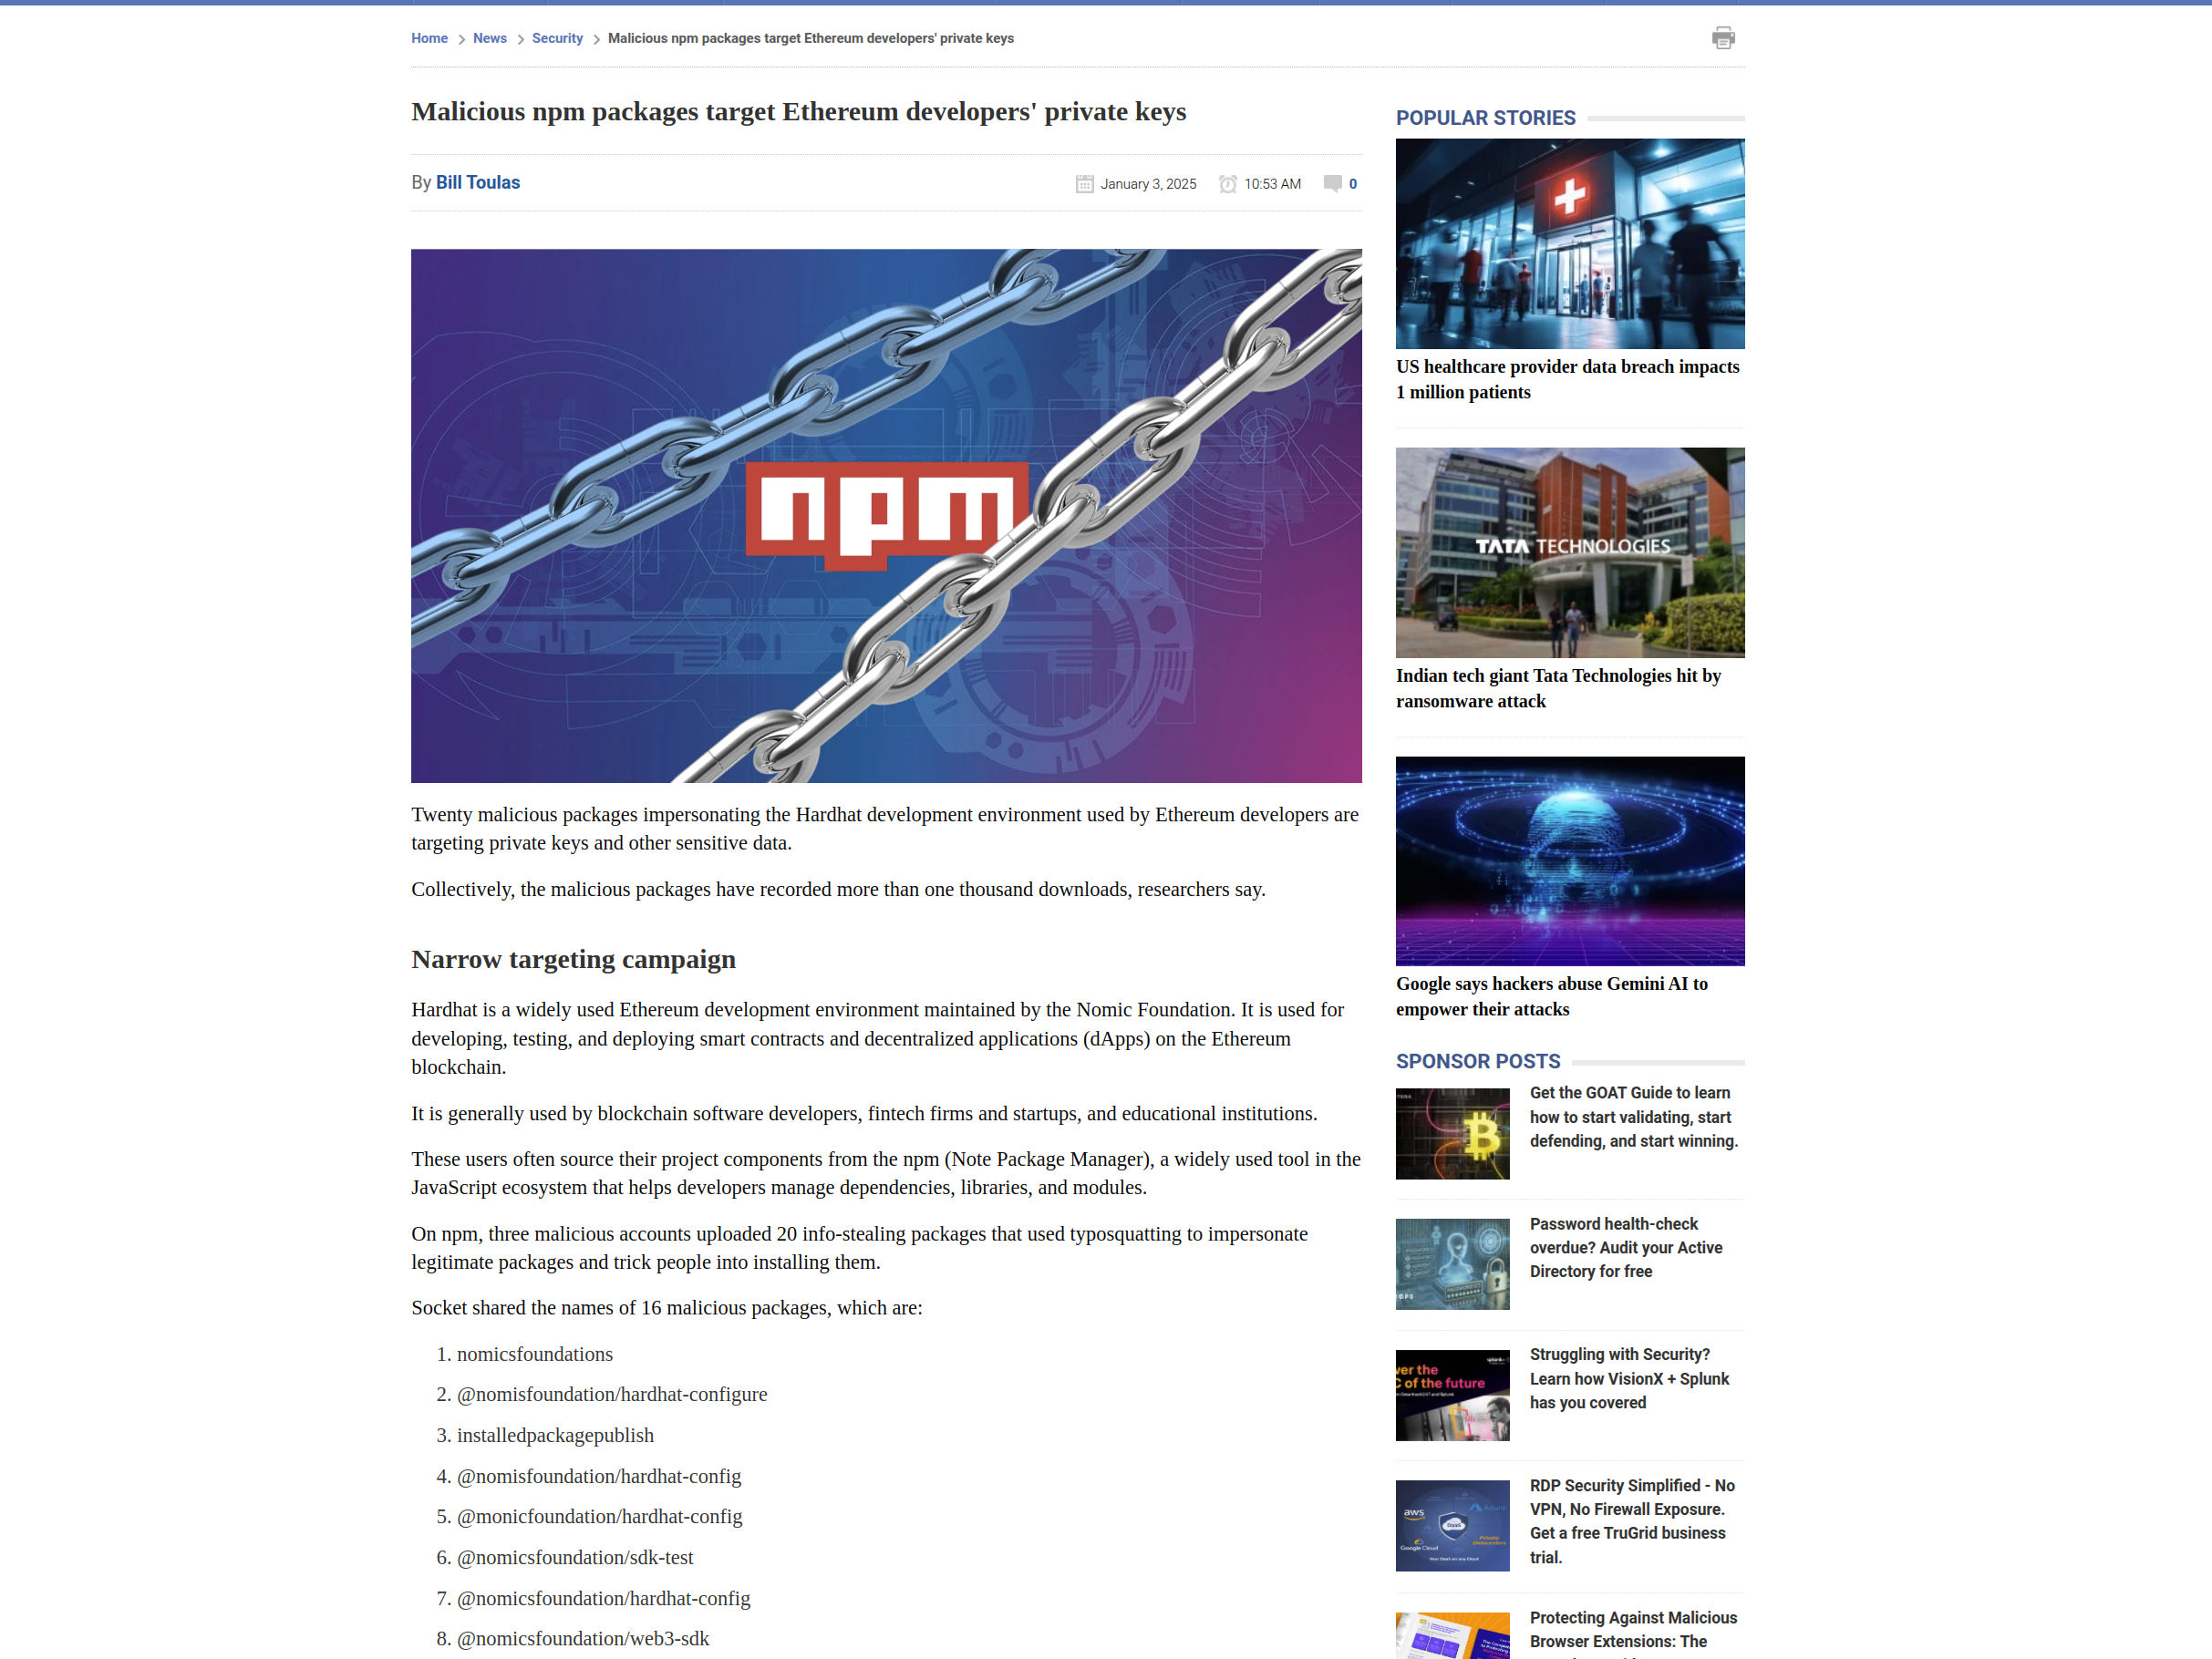 Home > News > Security > Malicious npm packages target Ethereum developers' private keys
Malicious npm packages target Ethereum developers' private keys
By Bill Toulas
January 3, 2025 10:53 AM 0
npm
Twenty malicious packages impersonating the Hardhat development environment used by Ethereum developers are
targeting private keys and other sensitive data.
Collectively, the malicious packages have recorded more than one thousand downloads, researchers say.
Narrow targeting campaign
Hardhat is a widely used Ethereum development environment maintained by the Nomic Foundation. It is used for
developing, testing, and deploying smart contracts and decentralized applications (dApps) on the Ethereum
blockchain.
It is generally used by blockchain software developers, fintech firms and startups, and educational institutions.
These users often source their project components from the npm (Note Package Manager), a widely used tool in the
JavaScript ecosystem that helps developers manage dependencies, libraries, and modules.
On npm, three malicious accounts uploaded 20 info-stealing packages that used typosquatting to impersonate
legitimate packages and trick people into installing them.
Socket shared the names of 16 malicious packages, which are:
1. nomicsfoundations
2. @nomisfoundation/hardhat-configure
3. installedpackagepublish
4. @nomisfoundation/hardhat-config
5. @monicfoundation/hardhat-config
6. @nomicsfoundation/sdk-test
7. @nomicsfoundation/hardhat-config
8. @nomicsfoundation/web3-sdk
POPULAR STORIES
US healthcare provider data breach impacts
1 million patients
TATA TECHNOLOGIES
Indian tech giant Tata Technologies hit by
ransomware attack
Google says hackers abuse Gemini AI to
empower their attacks
SPONSOR POSTS
Get the GOAT Guide to learn
how to start validating, start
defending, and start winning.
Password health-check
overdue? Audit your Active
Directory for free
ver the
C of the future
Struggling with Security?
Learn how VisionX + Splunk
has you covered
aws
Azure
Google Cloud
RDP Security Simplified - No
VPN, No Firewall Exposure.
Get a free TruGrid business
trial.
Protecting Against Malicious
Browser Extensions: The